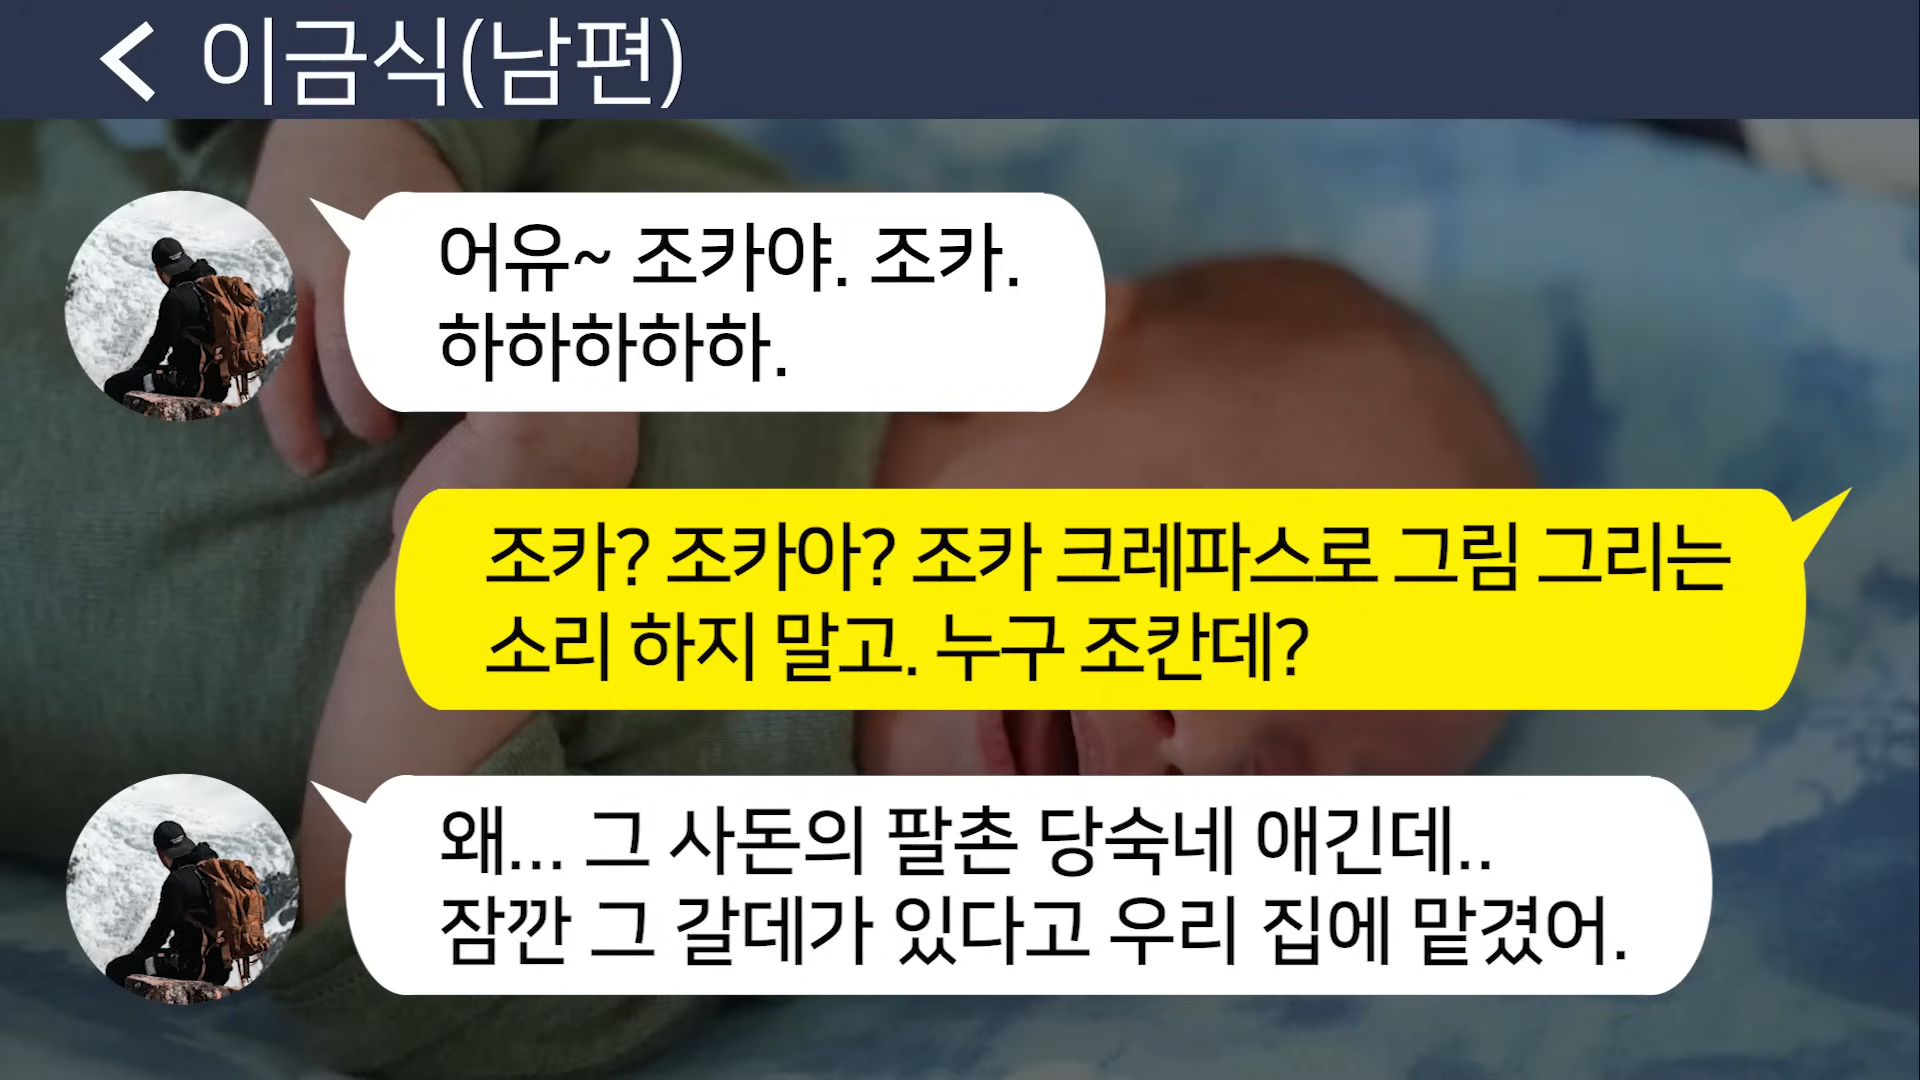 이금식(남편)
어유~ 조카야. 조카.
하하하하하.
조카? 조카아? 조카 크레파스로 그림 그리는
소리 하지 말고. 누구 조칸데?
왜... 그 사돈의 팔촌 당숙네 애긴데..
잠깐 그 갈데가 있다고 우리 집에 맡겼어.